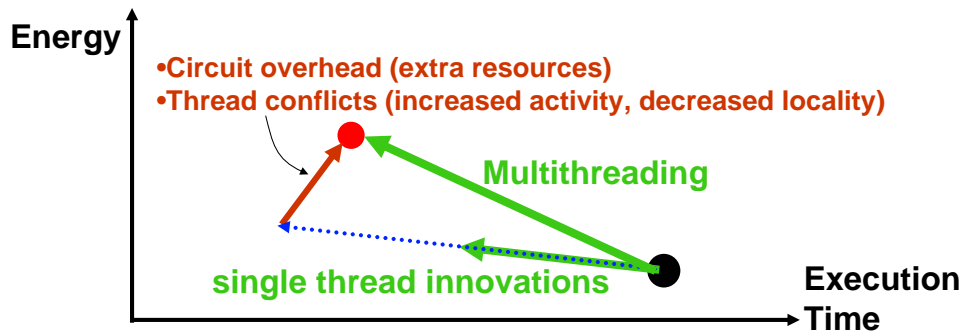 Energy
•Circuit overhead (extra resources)
•Thread conflicts (increased activity, decreased locality)
Multithreading
single thread innovations
Execution
Time